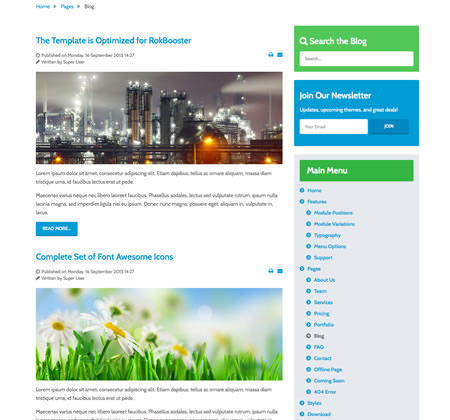 Home » Pages » Blog
The Template is Optimized for RokBooster
Published on Monday, 16 September 2013 14:27
Written by Super User
Lorem ipsum dolor sit amet, consectetur adipiscing elit. Etiam dapibus, tellus ac ornare aliquam, massa diam
tristique urna, id faucibus lectus erat ut pede.
Maecenas varius neque nec libero laoreet faucibus. Phasellus sodales, lectus sed vulputate rutrum, ipsum nulla
lacinia magna, sed imperdiet ligula nisi eu ipsum. Donec nunc magna, posuere eget, aliquam in, vulputate in,
lacus.
READ MORE...
Complete Set of Font Awesome Icons
Published on Monday, 16 September 2013 14:27
Written by Super User
Lorem ipsum dolor sit amet, consectetur adipiscing elit. Etiam dapibus, tellus ac ornare aliquam, massa diam
tristique urna, id faucibus lectus erat ut pede.
Maecenas varius neque nec libero laoreet faucibus. Phasellus sodales, lectus sed vulputate rutrum, ipsum nulla
Search the Blog
Search...
Join Our Newsletter
Updates, upcoming themes, and great deals!
Your Email
JOIN
Main Menu
Home
Features
Module Positions
Module Variations
Typography
Menu Options
Support
Pages
About Us
Team
Services
Pricing
Portfolio
Blog
FAQ
Contact
Offline Page
Coming Soon
404 Error
Styles
Download